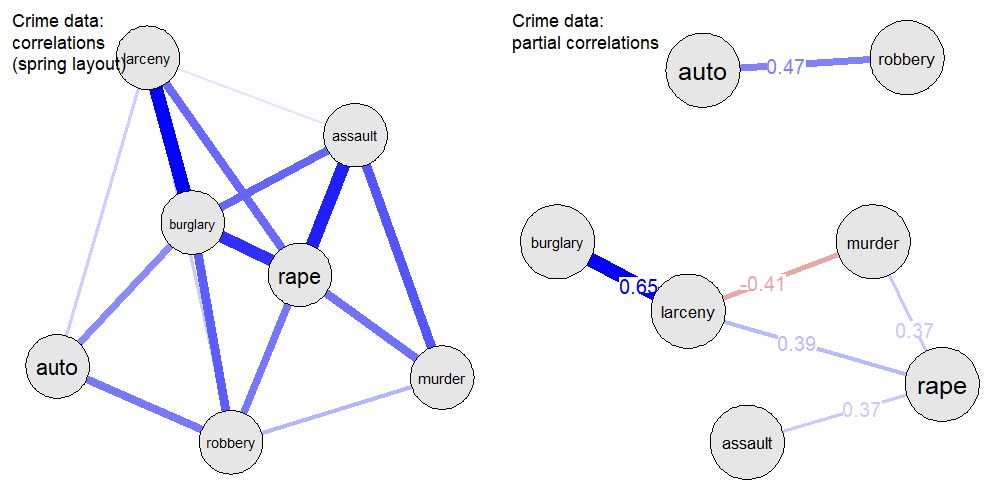 Crime data:
correlations
(spring layout)
larceny
assault
burglary
rape
auto
murder
robbery
Crime data:
partial correlations
auto
0.47
robbery
burglary
0.65
larceny
-0.41
murder
0.39
0.37
rape
0.37
assault